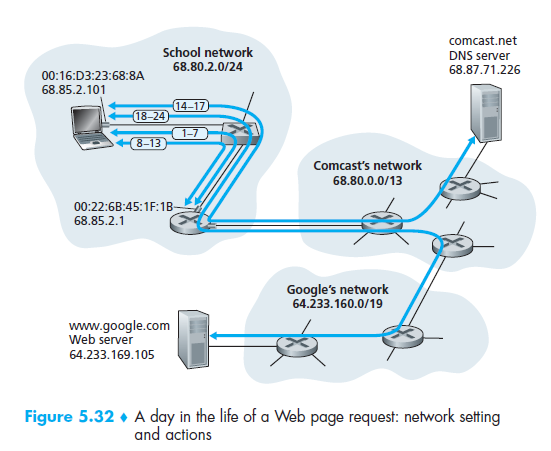 School network
68.80.2.0/24
comcast.net
DNS server
68.87.71.226
00:16:D3:23:68:8A
68.85.2.101
14–17
18–24
1–7
8–13
Comcast's network
68.80.0.0/13
00:22:6B:45:1F:1B
68.85.2.1
Google's network
64.233.160.0/19
www.google.com
Web server
64.233.169.105
Figure 5.32 ♦ A day in the life of a Web page request: network setting
and actions